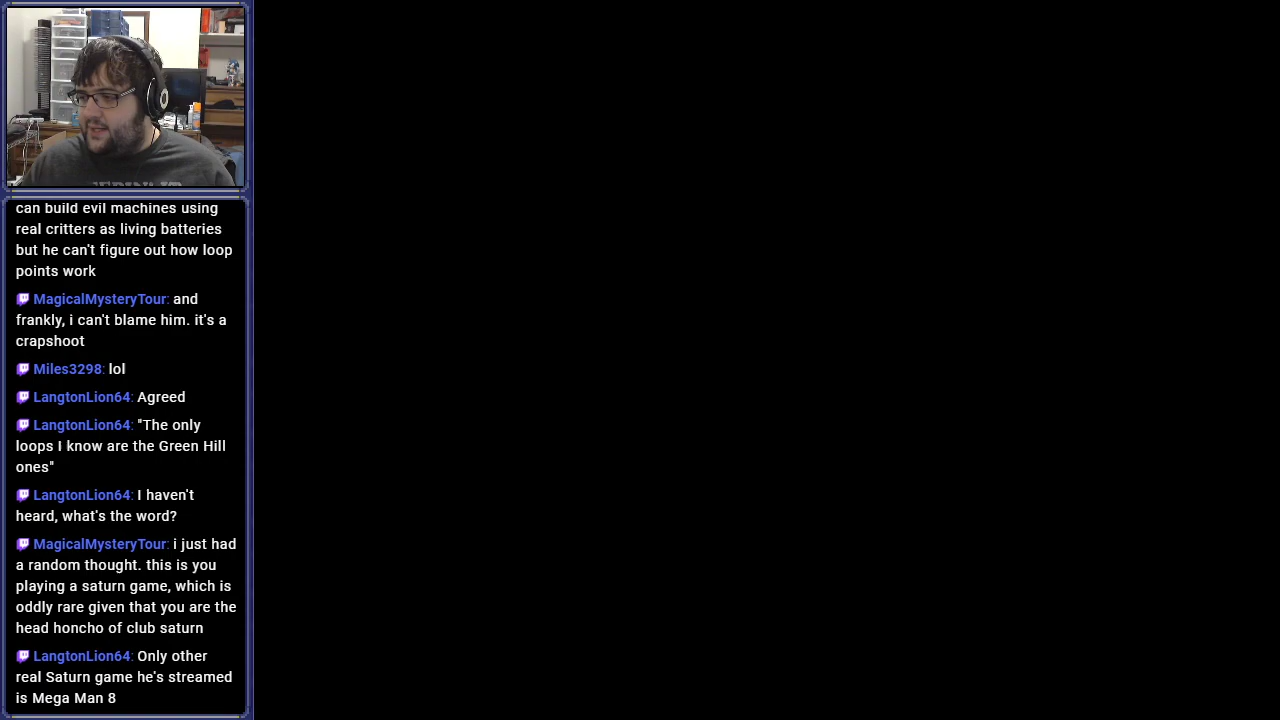 can build evil machines using
real critters as living batteries
but he can't figure out how loop
points work
MagicalMysteryTour: and
frankly, i can't blame him. it's a
crapshoot
Miles3298: lol
LangtonLion64: Agreed
LangtonLion64: "The only
loops I know are the Green Hill
ones"
LangtonLion64: I haven't
heard, what's the word?
MagicalMysteryTour: i just had
a random thought. this is you
playing a saturn game, which is
oddly rare given that you are the
head honcho of club saturn
LangtonLion64: Only other
real Saturn game he's streamed
is Mega Man 8